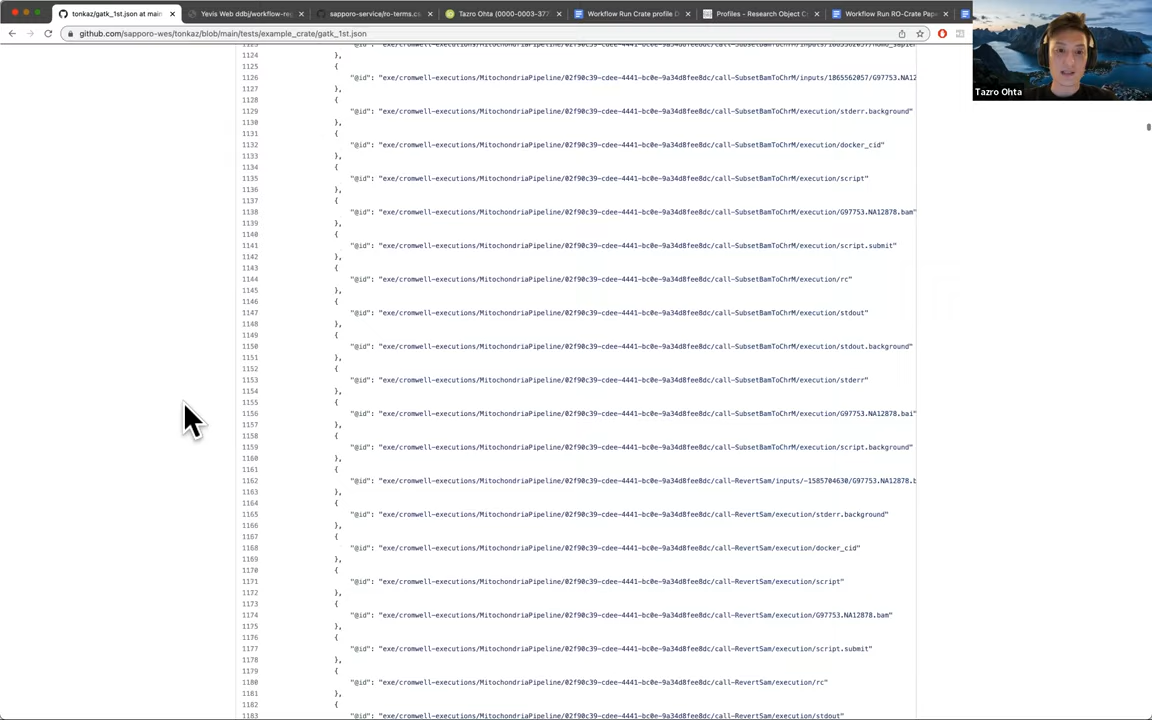 tonkaz/gatk_1st.json at main
Yevis Web ddbj/workflow-reg
sapporo-service/ro-terms.cs
Tazro Ohta (0000-0003-377
Workflow Run Crate profile D
Profiles - Research Object C
Workflow Run RO-Crate Pape
github.com/sapporo-wes/tonkaz/blob/main/tests/example_crate/gatk_1st.json
Tazro Ohta
1124 },
1125 {
1126 "@id": "exe/cromwell-executions/MitochondriaPipeline/02f90c39-cdee-4441-bc0e-9a34d8fee8dc/call-SubsetBamToChrM/inputs/1865562057/G97753.NA12
1127 },
1128 {
1129 "@id": "exe/cromwell-executions/MitochondriaPipeline/02f90c39-cdee-4441-bc0e-9a34d8fee8dc/call-SubsetBamToChrM/execution/stderr.background"
1130 },
1131 {
1132 "@id": "exe/cromwell-executions/MitochondriaPipeline/02f90c39-cdee-4441-bc0e-9a34d8fee8dc/call-SubsetBamToChrM/execution/docker_cid"
1133 },
1134 {
1135 "@id": "exe/cromwell-executions/MitochondriaPipeline/02f90c39-cdee-4441-bc0e-9a34d8fee8dc/call-SubsetBamToChrM/execution/script"
1136 },
1137 {
1138 "@id": "exe/cromwell-executions/MitochondriaPipeline/02f90c39-cdee-4441-bc0e-9a34d8fee8dc/call-SubsetBamToChrM/execution/G97753.NA12878.bam"
1139 },
1140 {
1141 "@id": "exe/cromwell-executions/MitochondriaPipeline/02f90c39-cdee-4441-bc0e-9a34d8fee8dc/call-SubsetBamToChrM/execution/script.submit"
1142 },
1143 {
1144 "@id": "exe/cromwell-executions/MitochondriaPipeline/02f90c39-cdee-4441-bc0e-9a34d8fee8dc/call-SubsetBamToChrM/execution/rc"
1145 },
1146 {
1147 "@id": "exe/cromwell-executions/MitochondriaPipeline/02f90c39-cdee-4441-bc0e-9a34d8fee8dc/call-SubsetBamToChrM/execution/stdout"
1148 },
1149 {
1150 "@id": "exe/cromwell-executions/MitochondriaPipeline/02f90c39-cdee-4441-bc0e-9a34d8fee8dc/call-SubsetBamToChrM/execution/stdout.background"
1151 },
1152 {
1153 "@id": "exe/cromwell-executions/MitochondriaPipeline/02f90c39-cdee-4441-bc0e-9a34d8fee8dc/call-SubsetBamToChrM/execution/stderr"
1154 },
1155 {
1156 "@id": "exe/cromwell-executions/MitochondriaPipeline/02f90c39-cdee-4441-bc0e-9a34d8fee8dc/call-SubsetBamToChrM/execution/G97753.NA12878.bai"
1157 },
1158 {
1159 "@id": "exe/cromwell-executions/MitochondriaPipeline/02f90c39-cdee-4441-bc0e-9a34d8fee8dc/call-SubsetBamToChrM/execution/script.background"
1160 },
1161 {
1162 "@id": "exe/cromwell-executions/MitochondriaPipeline/02f90c39-cdee-4441-bc0e-9a34d8fee8dc/call-RevertSam/inputs/-1585704630/G97753.NA12878.b
1163 },
1164 {
1165 "@id": "exe/cromwell-executions/MitochondriaPipeline/02f90c39-cdee-4441-bc0e-9a34d8fee8dc/call-RevertSam/execution/stderr.background"
1166 },
1167 {
1168 "@id": "exe/cromwell-executions/MitochondriaPipeline/02f90c39-cdee-4441-bc0e-9a34d8fee8dc/call-RevertSam/execution/docker_cid"
1169 },
1170 {
1171 "@id": "exe/cromwell-executions/MitochondriaPipeline/02f90c39-cdee-4441-bc0e-9a34d8fee8dc/call-RevertSam/execution/script"
1172 },
1173 {
1174 "@id": "exe/cromwell-executions/MitochondriaPipeline/02f90c39-cdee-4441-bc0e-9a34d8fee8dc/call-RevertSam/execution/G97753.NA12878.bam"
1175 },
1176 {
1177 "@id": "exe/cromwell-executions/MitochondriaPipeline/02f90c39-cdee-4441-bc0e-9a34d8fee8dc/call-RevertSam/execution/script.submit"
1178 },
1179 {
1180 "@id": "exe/cromwell-executions/MitochondriaPipeline/02f90c39-cdee-4441-bc0e-9a34d8fee8dc/call-RevertSam/execution/rc"
1181 },
1182 {
1183 "@id": "exe/cromwell-executions/MitochondriaPipeline/02f90c39-cdee-4441-bc0e-9a34d8fee8dc/call-RevertSam/execution/stdout"